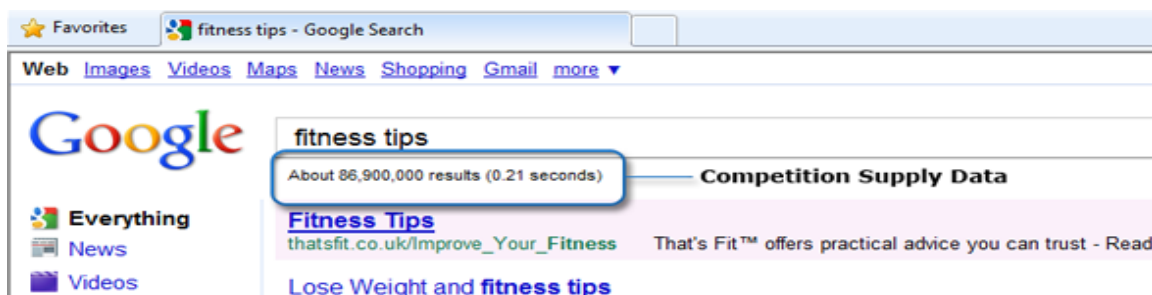 Favorites
fitness tips - Google Search
Web Images Videos Maps News Shopping Gmail more ▼
Google
fitness tips
About 86,900,000 results (0.21 seconds)
Competition Supply Data
Everything
Fitness Tips
thatsfit.co.uk/Improve_Your_Fitness That's Fit™ offers practical advice you can trust - Read
News
Videos
Lose Weight and fitness tips